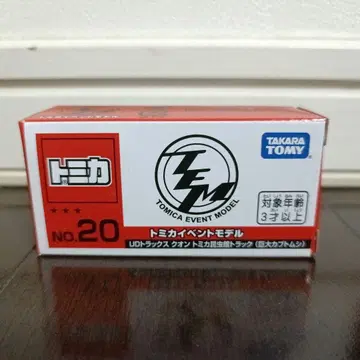 トミカ
TEM
TOMICA EVENT MODEL
TAKARA
TOMY
対象年齢
3才以上
NO.20
トミカイベントモデル
UDトラックス クオン トミカ昆虫館トラック(巨大カブトムシ)